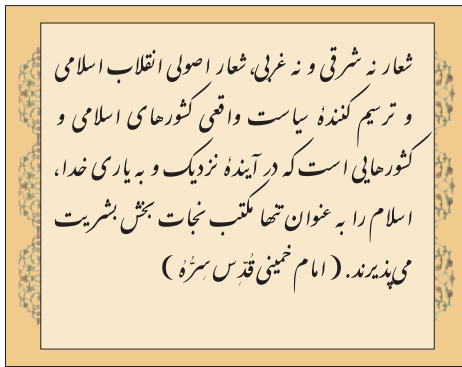 شعار نه شرقی و نه غربی، شعار اصولی انقلاب اسلامی
و ترسیم کنندهٔ سیاست واقعی کشورهای اسلامی و
کشورهایی است که در آیندهٔ نزدیک و به یاری خدا،
اسلام را به عنوان تنها مکتب نجات بخش بشریت
می‌پذیرند. ( امام خمینی قُدِّس سِرُّهُ )